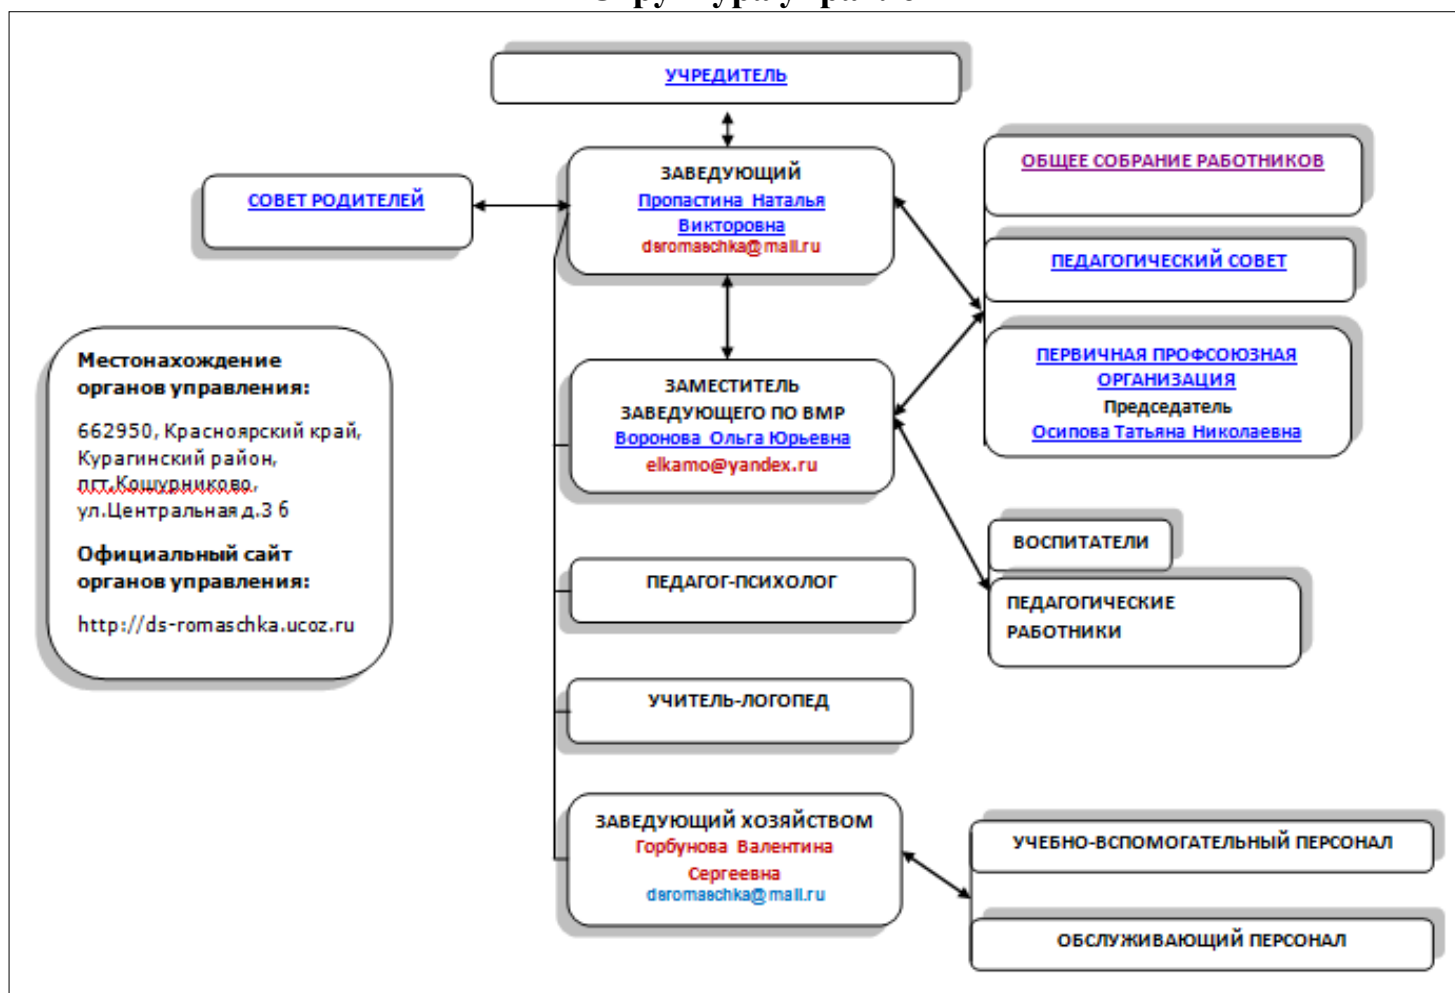 УЧРЕДИТЕЛЬ
ЗАВЕДУЮЩИЙ
Пропастина Наталья
Викторовна
dsromaschka@mail.ru
СОВЕТ РОДИТЕЛЕЙ
ОБЩЕЕ СОБРАНИЕ РАБОТНИКОВ
ПЕДАГОГИЧЕСКИЙ СОВЕТ
ПЕРВИЧНАЯ ПРОФСОЮЗНАЯ
ОРГАНИЗАЦИЯ
Председатель
Осипова Татьяна Николаевна
Местонахождение
органов управления:
662950, Красноярский край,
Курагинский район,
пгт.Кошурниково,
ул.Центральная д.3 б
Официальный сайт
органов управления:
http://ds-romaschka.ucoz.ru
ЗАМЕСТИТЕЛЬ
ЗАВЕДУЮЩЕГО ПО ВМР
Воронова Ольга Юрьевна
elkamo@yandex.ru
ВОСПИТАТЕЛИ
ПЕДАГОГИЧЕСКИЕ
РАБОТНИКИ
ПЕДАГОГ-ПСИХОЛОГ
УЧИТЕЛЬ-ЛОГОПЕД
ЗАВЕДУЮЩИЙ ХОЗЯЙСТВОМ
Горбунова Валентина
Сергеевна
dsromaschka@mail.ru
УЧЕБНО-ВСПОМОГАТЕЛЬНЫЙ ПЕРСОНАЛ
ОБСЛУЖИВАЮЩИЙ ПЕРСОНАЛ